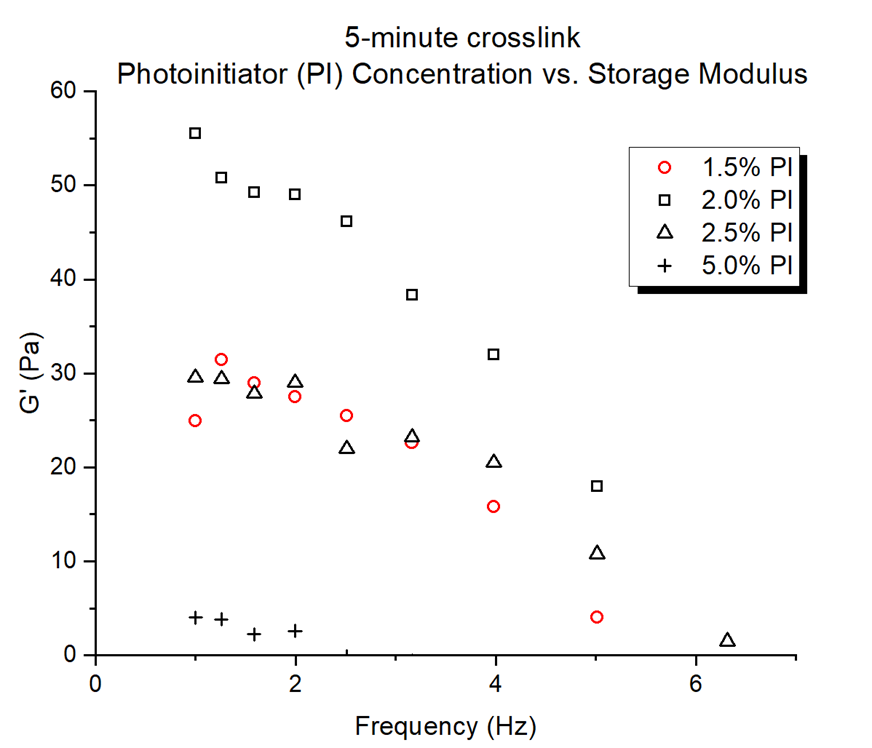 5-minute crosslink
Photoinitiator (PI) Concentration vs. Storage Modulus
60
50
40
30
20
10
0
G' (Pa)
1.5% PI
2.0% PI
2.5% PI
5.0% PI
0 2 4 6
Frequency (Hz)